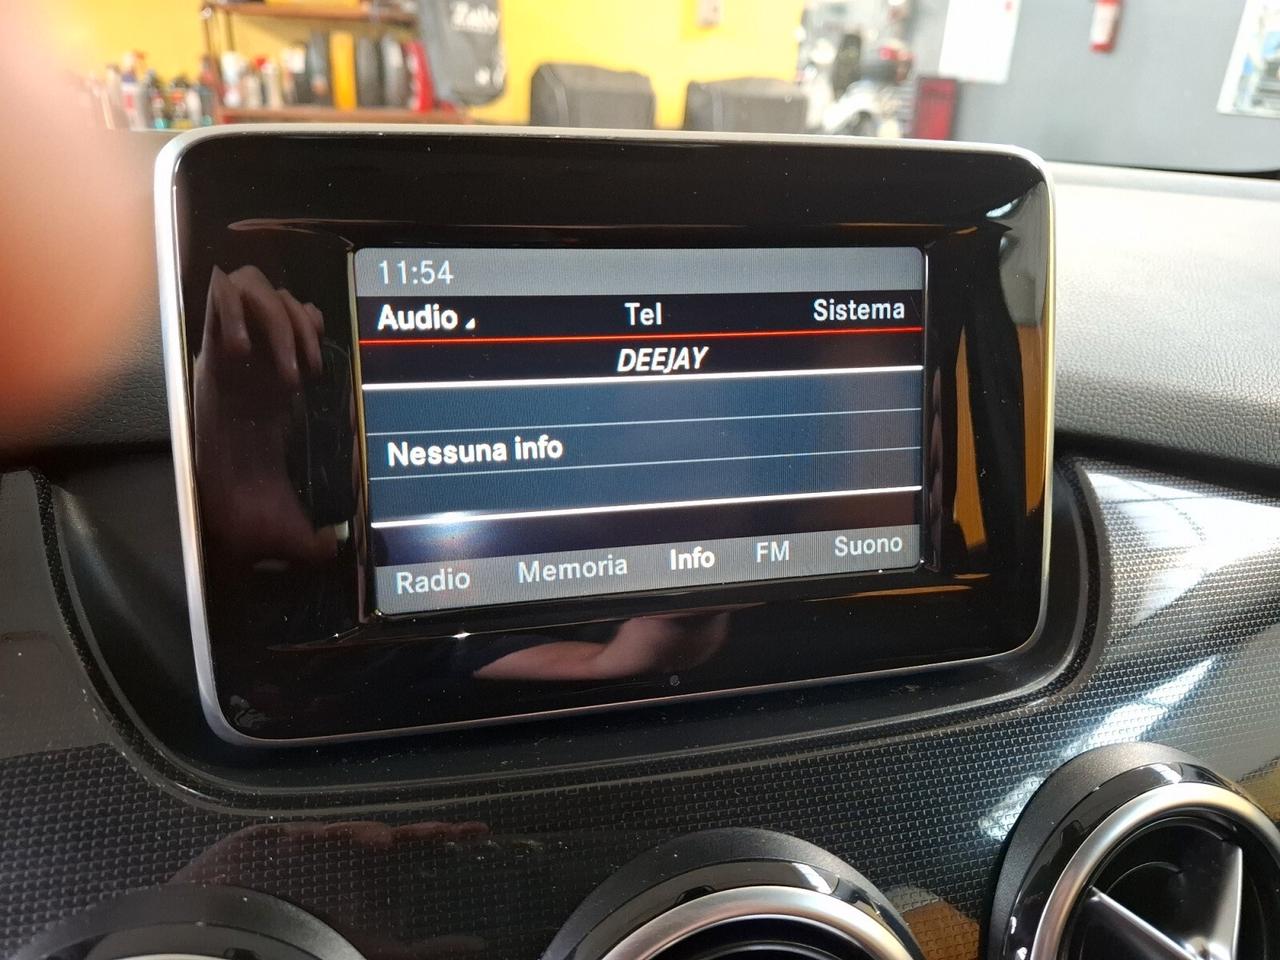 11:54
Audio Tel Sistema
DEEJAY
Nessuna info
Radio Memoria Info FM Suono